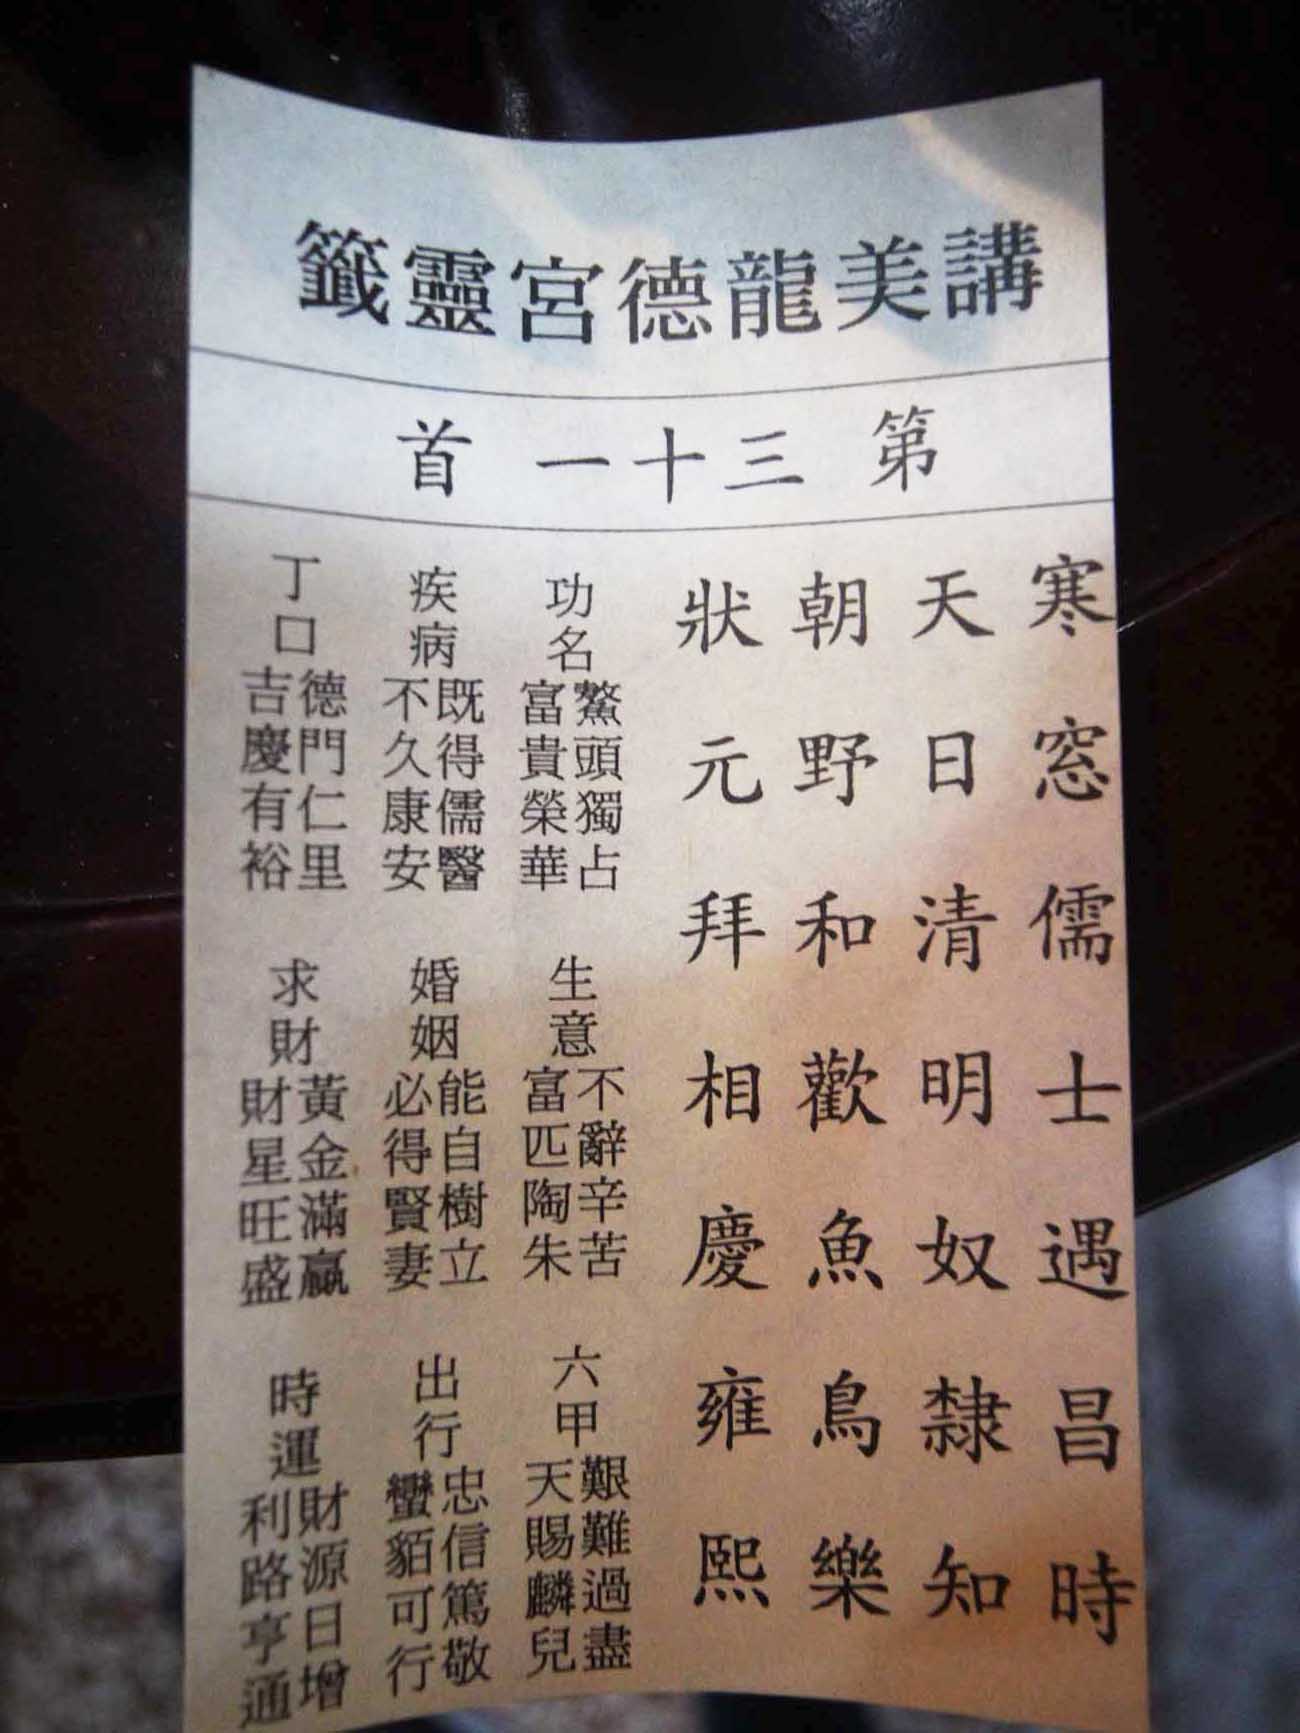 講美龍德宮靈籤
第三十一首
寒窓儒士遇昌時
天日清明奴隸知
朝野和歡魚鳥樂
狀元拜相慶雍熙
功名
鰲頭獨占
富貴榮華
生意
不辭辛苦
富匹陶朱
六甲
艱難過盡
天賜麟兒
疾病
既得儒醫
不久康安
婚姻
能自樹立
必得賢妻
出行
忠信篤敬
蠻貊可行
丁口
德門仁里
吉慶有裕
求財
黃金滿贏
財星旺盛
時運
財源日增
利路亨通